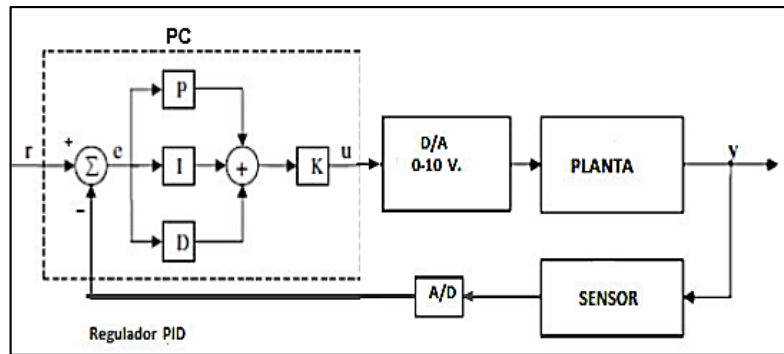 PC
P
r
+
Σ
e
I
+
K
u
D/A
0-10 V.
PLANTA
y
−
D
A/D
SENSOR
Regulador PID